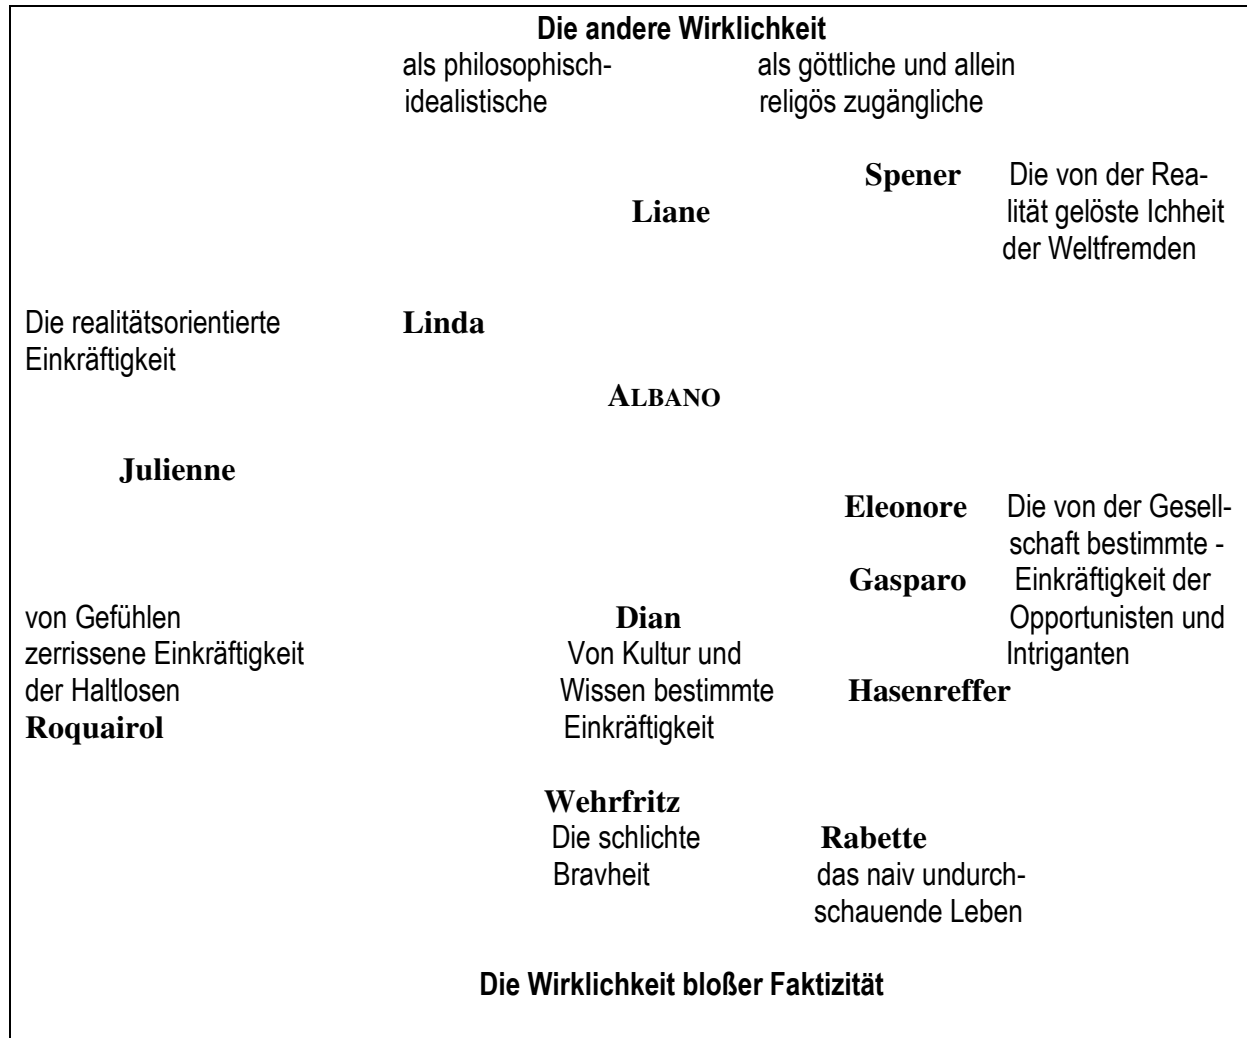 Die andere Wirklichkeit
als philosophisch- als göttliche und allein
idealistische religös zugängliche
Spener Die von der Rea-
Liane lität gelöste Ichheit
der Weltfremden
Die realitätsorientierte Linda
Einkräftigkeit
ALBANO
Julienne
Eleonore Die von der Gesell-
schaft bestimmte -
Gasparo Einkräftigkeit der
von Gefühlen Dian Opportunisten und
zerrissene Einkräftigkeit Von Kultur und Intriganten
der Haltlosen Wissen bestimmte Hasenreffer
Roquairol Einkräftigkeit
Wehrfritz
Die schlichte Rabette
Bravheit das naiv undurch-
schauende Leben
Die Wirklichkeit bloßer Faktizität